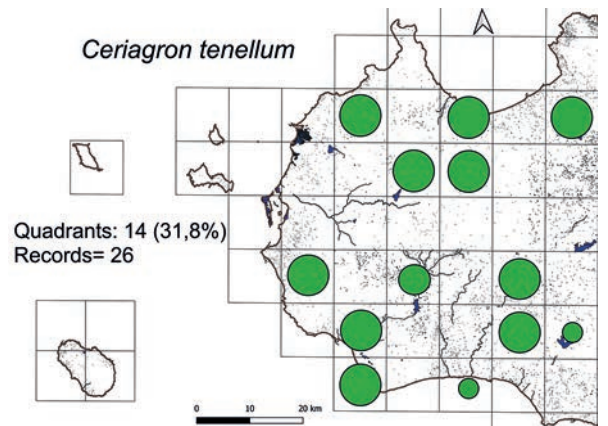 Ceriagron tenellum
Quadrants: 14 (31,8%)
Records= 26
0 10 20 km